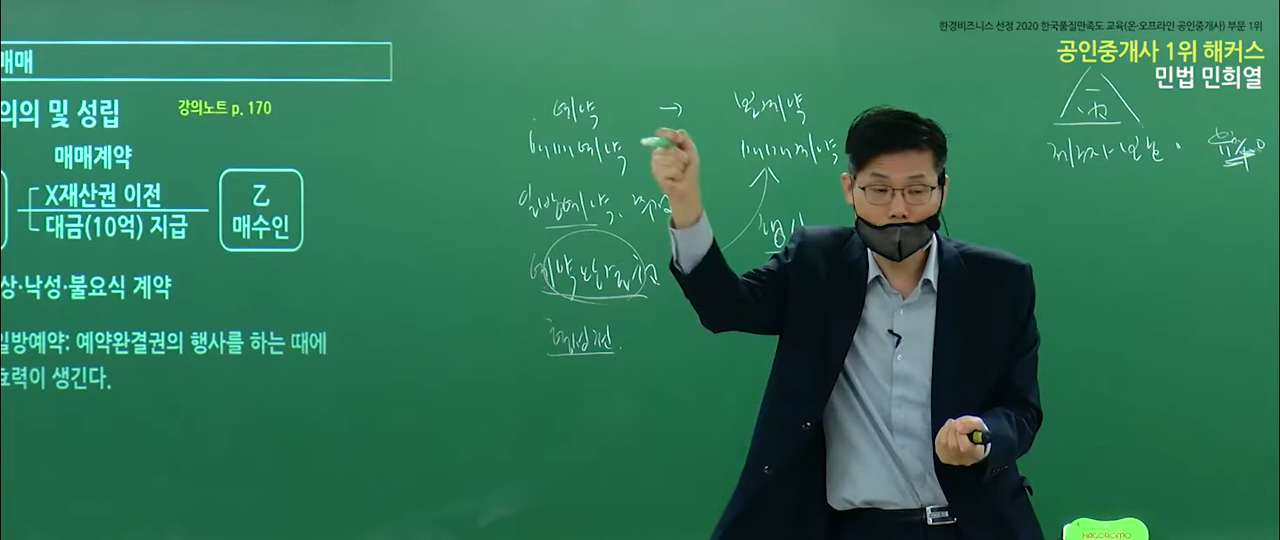 한경비즈니스 선정 2020 한국품질만족도 교육(온·오프라인 공인중개사) 부문 1위
공인중개사 1위 해커스
민법 민희열
매매
의의 및 성립
강의노트 p. 170
매매계약
X재산권 이전
대금(10억) 지급
乙
매수인
상·낙성·불요식 계약
일방예약: 예약완결권의 행사를 하는 때에
효력이 생긴다.
예약 → 본계약
매매예약 매매계약
일방예약,
예약완결권
형성권.
HAGOROMO